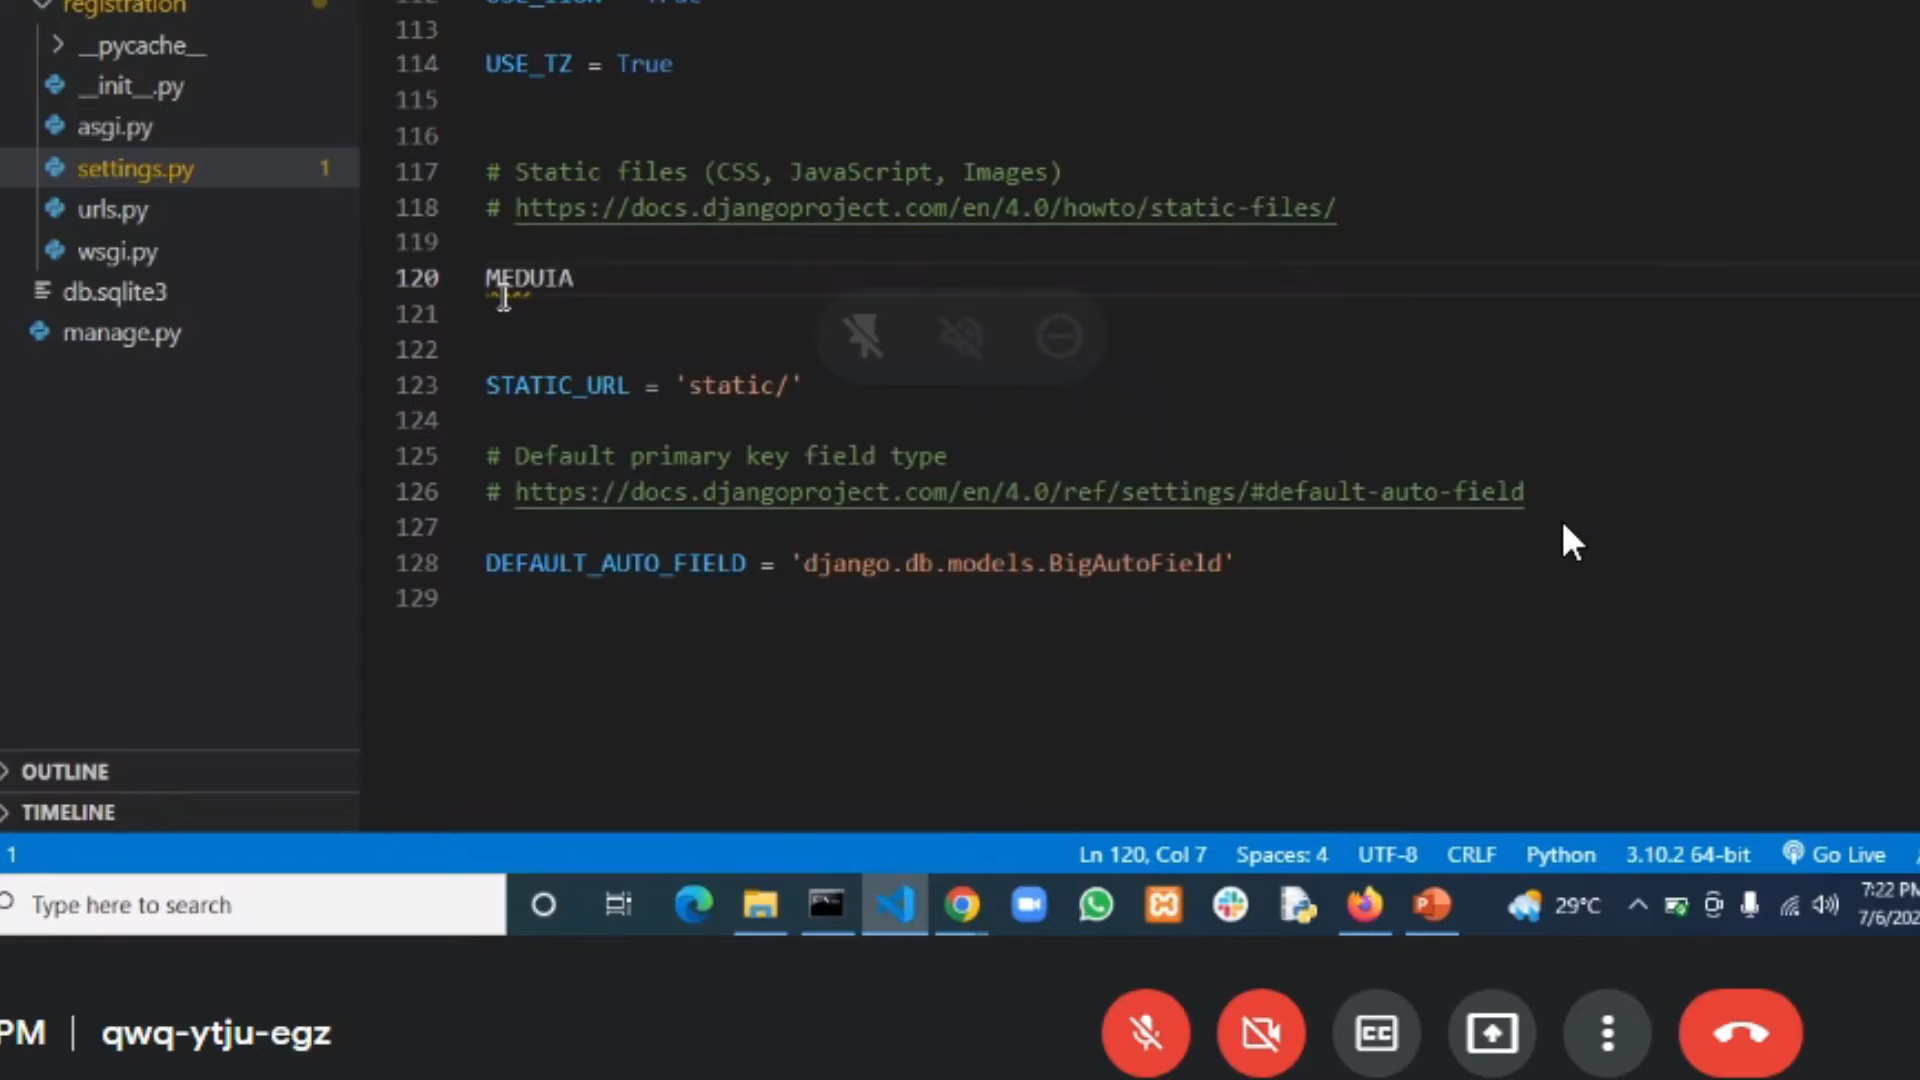 registration
__pycache__
__init__.py
asgi.py
settings.py 1
urls.py
wsgi.py
db.sqlite3
manage.py
OUTLINE
TIMELINE
113
114 USE_TZ = True
115
116
117 # Static files (CSS, JavaScript, Images)
118 # https://docs.djangoproject.com/en/4.0/howto/static-files/
119
120 MEDUIA
121
122
123 STATIC_URL = 'static/'
124
125 # Default primary key field type
126 # https://docs.djangoproject.com/en/4.0/ref/settings/#default-auto-field
127
128 DEFAULT_AUTO_FIELD = 'django.db.models.BigAutoField'
129
1 Ln 120, Col 7 Spaces: 4 UTF-8 CRLF Python 3.10.2 64-bit Go Live
Type here to search 29°C 7:22 PM
7/6/202
PM | qwq-ytju-egz
CC